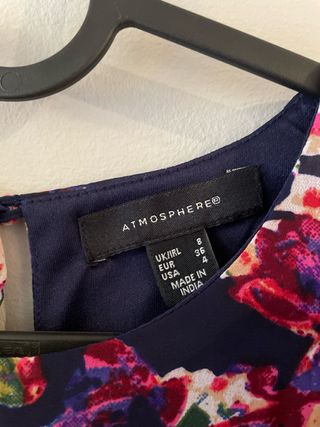 ATMOSPHERE®
UK/IRL 8
EUR 36
USA 4
MADE IN
INDIA